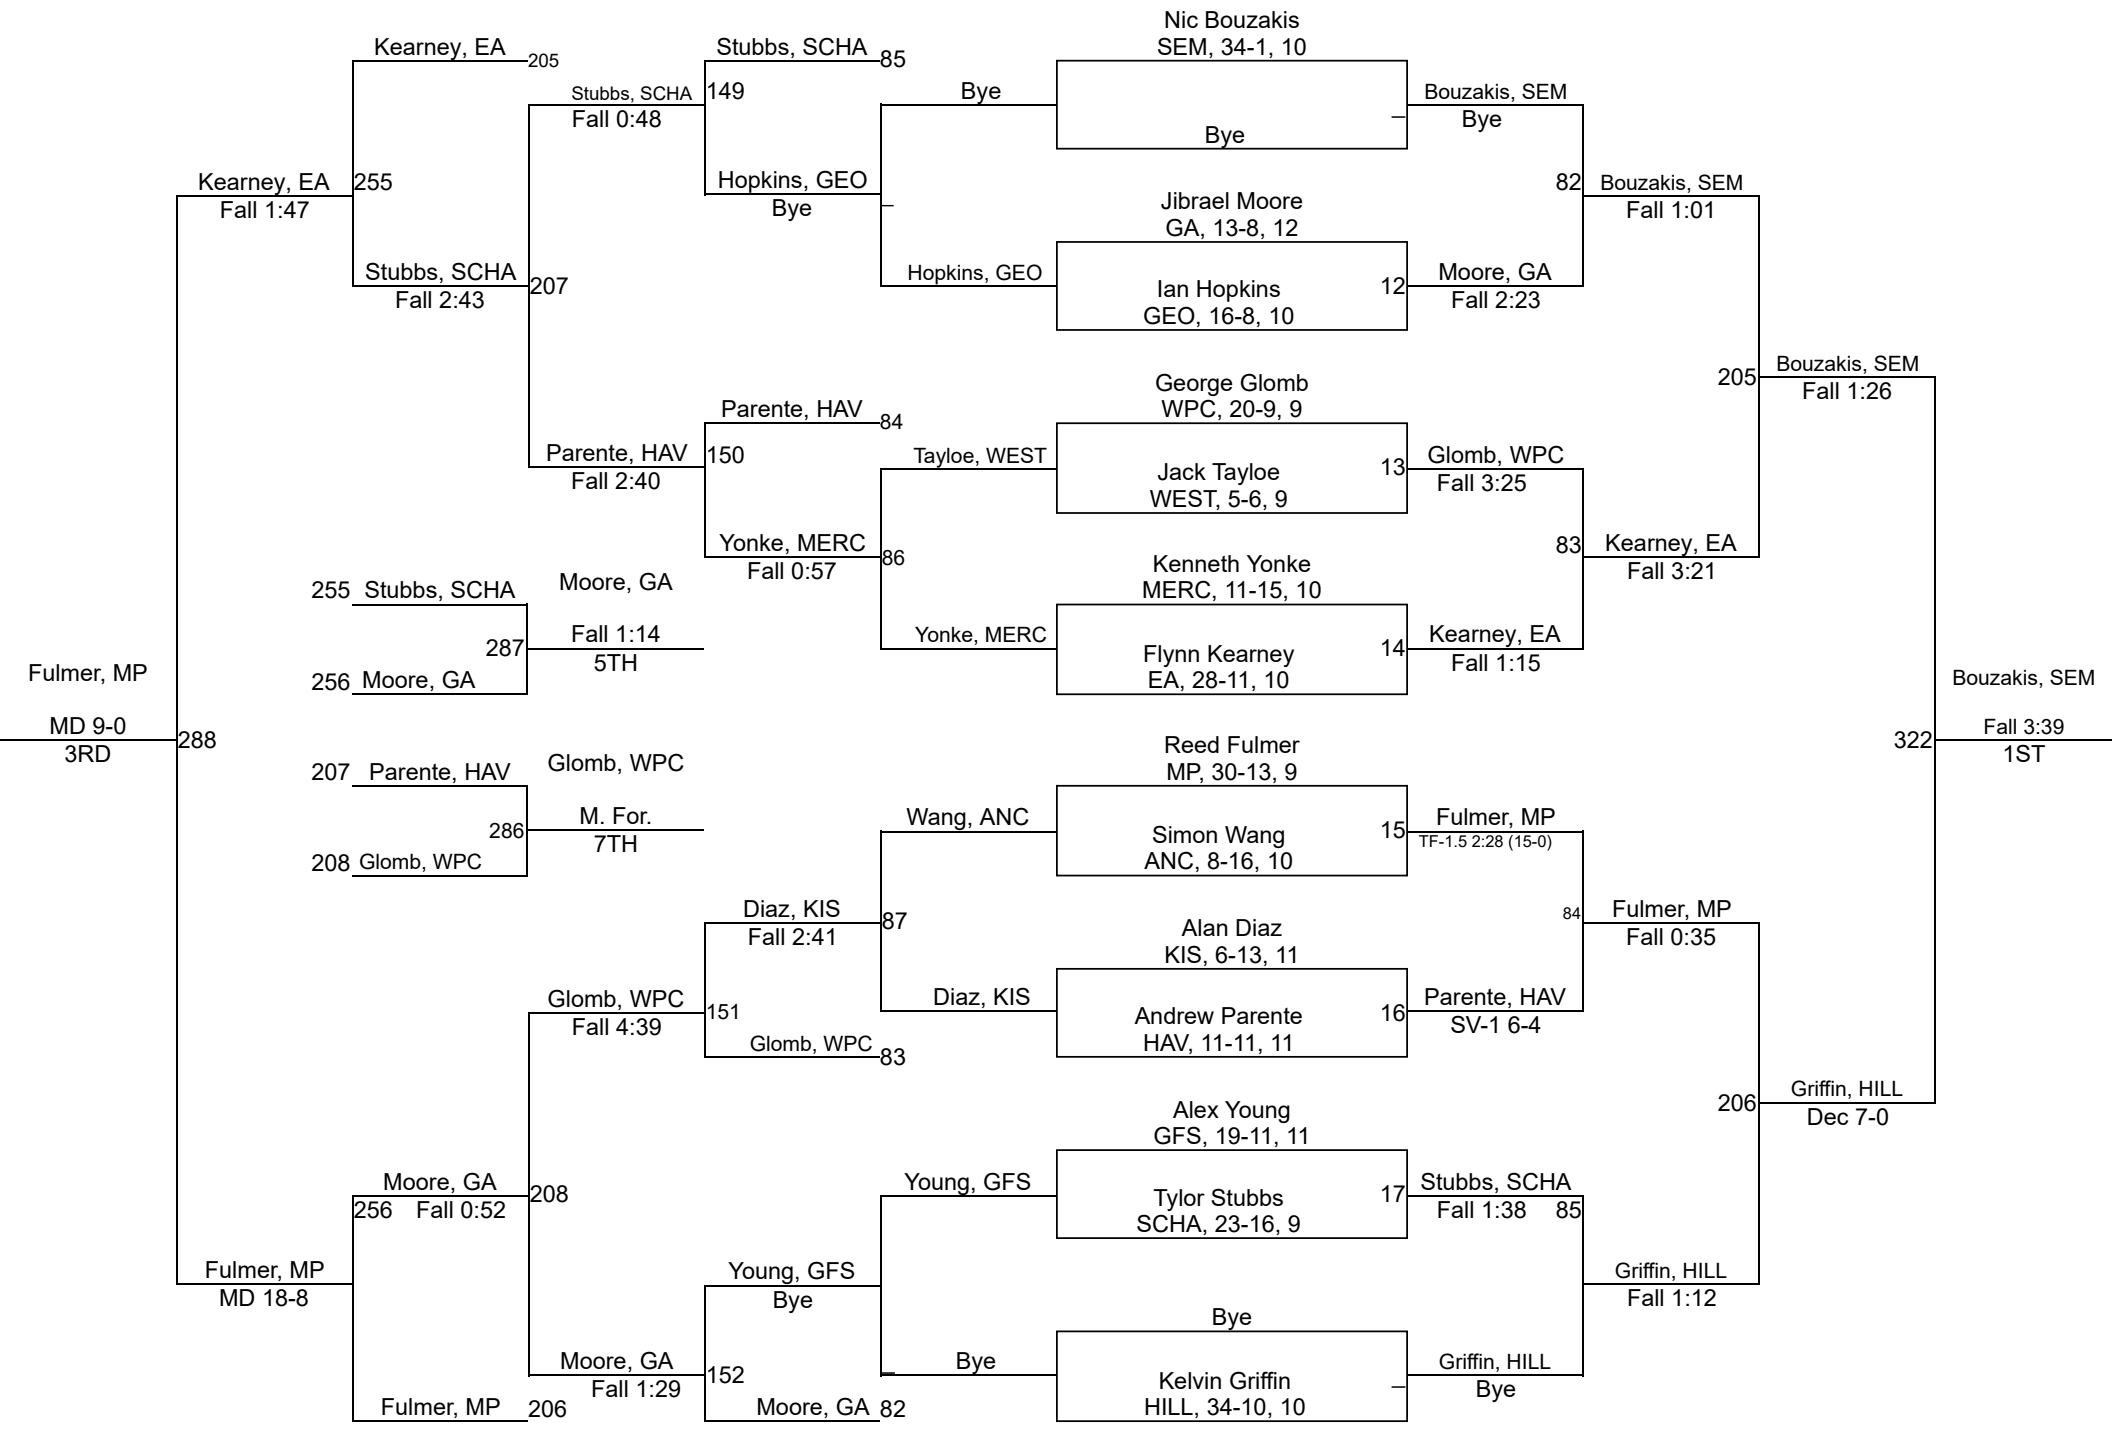 Nic Bouzakis
SEM, 34-1, 10
Kearney, EA
205
Stubbs, SCHA
85
Stubbs, SCHA
149
Bye
Bouzakis, SEM
Fall 0:48
Bye
Bye
Kearney, EA
255
Hopkins, GEO
82
Bouzakis, SEM
Fall 1:47
Bye
Jibrael Moore
Fall 1:01
GA, 13-8, 12
Stubbs, SCHA
207
Hopkins, GEO
Moore, GA
Fall 2:43
Ian Hopkins
12
Fall 2:23
GEO, 16-8, 10
205
Bouzakis, SEM
George Glomb
Fall 1:26
Parente, HAV
84
WPC, 20-9, 9
Parente, HAV
150
Tayloe, WEST
Glomb, WPC
Fall 2:40
Jack Tayloe
13
Fall 3:25
WEST, 5-6, 9
Yonke, MERC
86
83
Kearney, EA
Fall 0:57
Kenneth Yonke
Fall 3:21
MERC, 11-15, 10
255
Stubbs, SCHA
Moore, GA
287
Fall 1:14
Yonke, MERC
14
Kearney, EA
5TH
Flynn Kearney
Fall 1:15
256
Moore, GA
EA, 28-11, 10
Fulmer, MP
Bouzakis, SEM
MD 9-0
288
322
Fall 3:39
3RD
1ST
Reed Fulmer
207
Parente, HAV
Glomb, WPC
MP, 30-13, 9
286
M. For.
Wang, ANC
15
Fulmer, MP
7TH
Simon Wang
TF-1.5 2:28 (15-0)
208
Glomb, WPC
ANC, 8-16, 10
Diaz, KIS
87
84
Fulmer, MP
Fall 2:41
Alan Diaz
Fall 0:35
KIS, 6-13, 11
Glomb, WPC
151
Diaz, KIS
16
Parente, HAV
Fall 4:39
Andrew Parente
SV-1 6-4
Glomb, WPC
83
HAV, 11-11, 11
206
Griffin, HILL
Alex Young
Dec 7-0
GFS, 19-11, 11
Moore, GA
208
Young, GFS
17
Stubbs, SCHA
256
Fall 0:52
Tylor Stubbs
Fall 1:38
85
SCHA, 23-16, 9
Fulmer, MP
Young, GFS
Griffin, HILL
MD 18-8
Bye
Fall 1:12
Bye
Moore, GA
152
Bye
Griffin, HILL
Fall 1:29
Kelvin Griffin
Bye
Fulmer, MP
206
Moore, GA
82
HILL, 34-10, 10